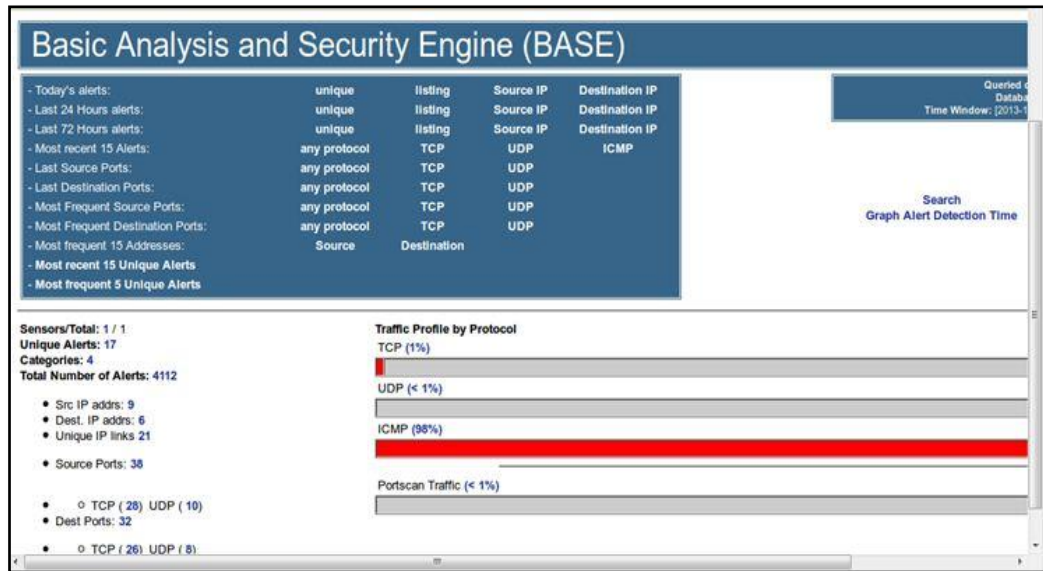 Basic Analysis and Security Engine (BASE)
- Today's alerts: unique listing Source IP Destination IP
- Last 24 Hours alerts: unique listing Source IP Destination IP
- Last 72 Hours alerts: unique listing Source IP Destination IP
- Most recent 15 Alerts: any protocol TCP UDP ICMP
- Last Source Ports: any protocol TCP UDP
- Last Destination Ports: any protocol TCP UDP
- Most Frequent Source Ports: any protocol TCP UDP
- Most Frequent Destination Ports: any protocol TCP UDP
- Most frequent 15 Addresses: Source Destination
- Most recent 15 Unique Alerts
- Most frequent 5 Unique Alerts
Queried
Databa
Time Window: [2013-1
Search
Graph Alert Detection Time
Sensors/Total: 1 / 1
Unique Alerts: 17
Categories: 4
Total Number of Alerts: 4112
• Src IP addrs: 9
• Dest. IP addrs: 6
• Unique IP links 21
• Source Ports: 38
• ○ TCP ( 28) UDP ( 10)
• Dest Ports: 32
• ○ TCP ( 26) UDP ( 8)
Traffic Profile by Protocol
TCP (1%)
UDP (< 1%)
ICMP (98%)
Portscan Traffic (< 1%)